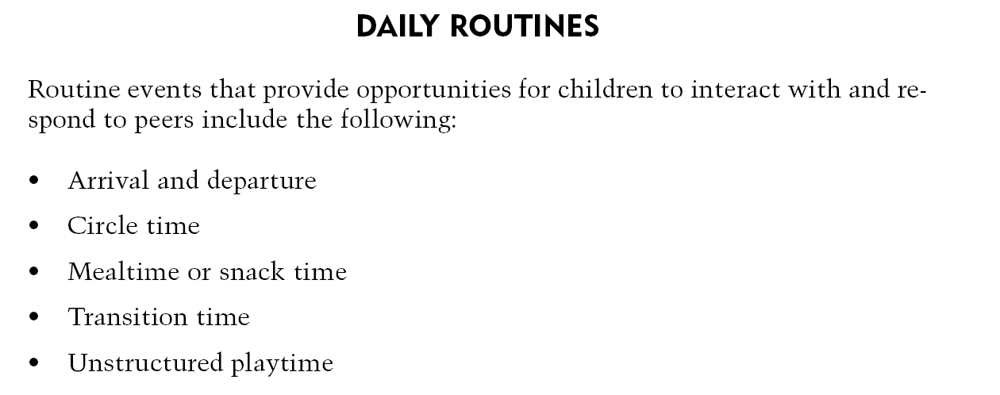 DAILY ROUTINES
Routine events that provide opportunities for children to interact with and re-
spond to peers include the following:
• Arrival and departure
• Circle time
• Mealtime or snack time
• Transition time
• Unstructured playtime